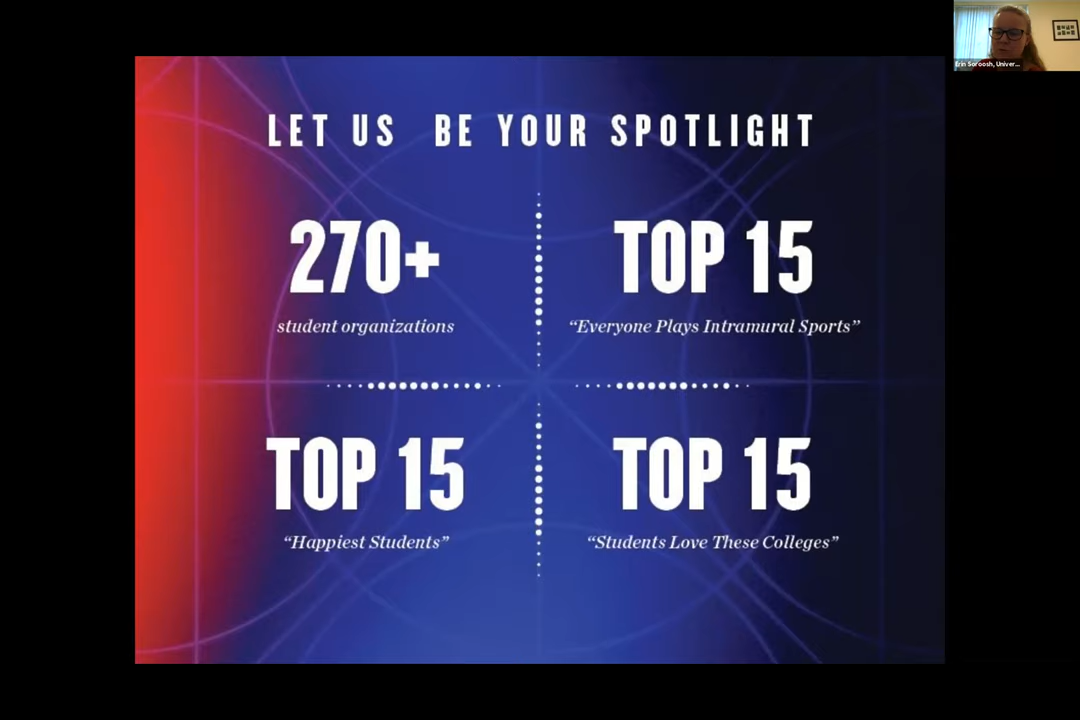 LET US BE YOUR SPOTLIGHT
270+
student organizations
TOP 15
“Everyone Plays Intramural Sports”
TOP 15
“Happiest Students”
TOP 15
“Students Love These Colleges”
Erin Soroosh, Univer...